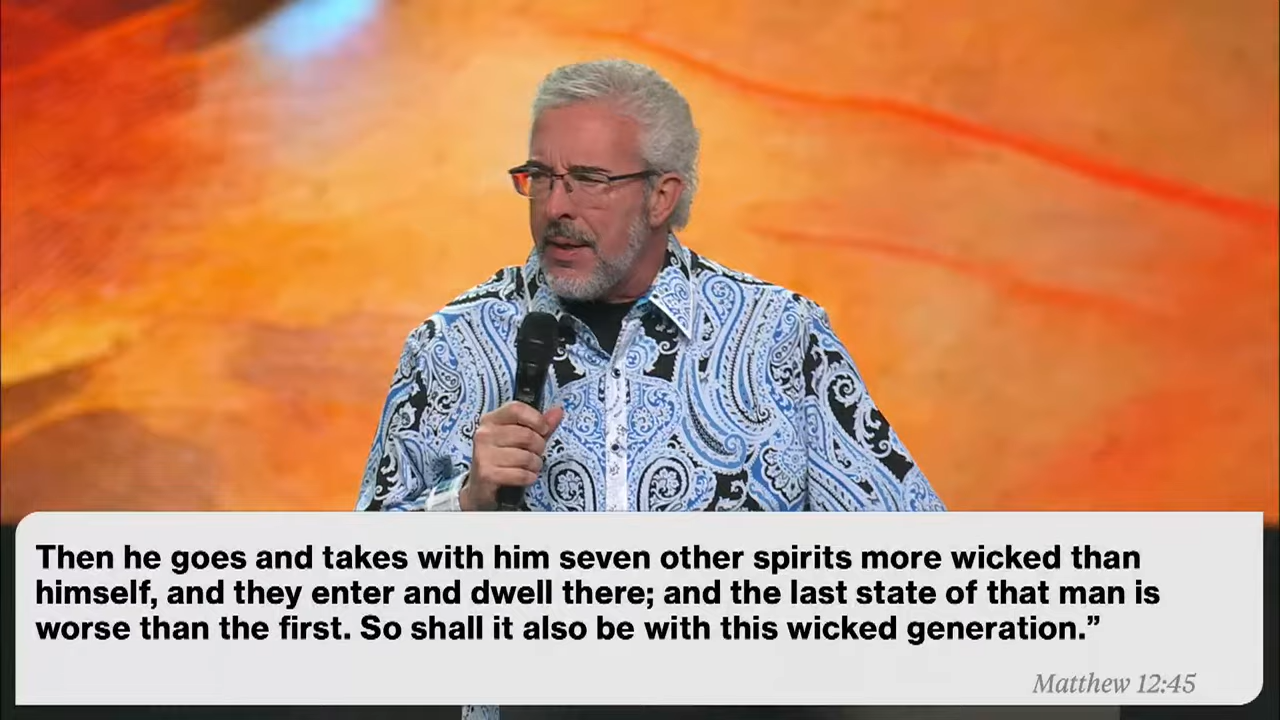 Then he goes and takes with him seven other spirits more wicked than
himself, and they enter and dwell there; and the last state of that man is
worse than the first. So shall it also be with this wicked generation.”
Matthew 12:45